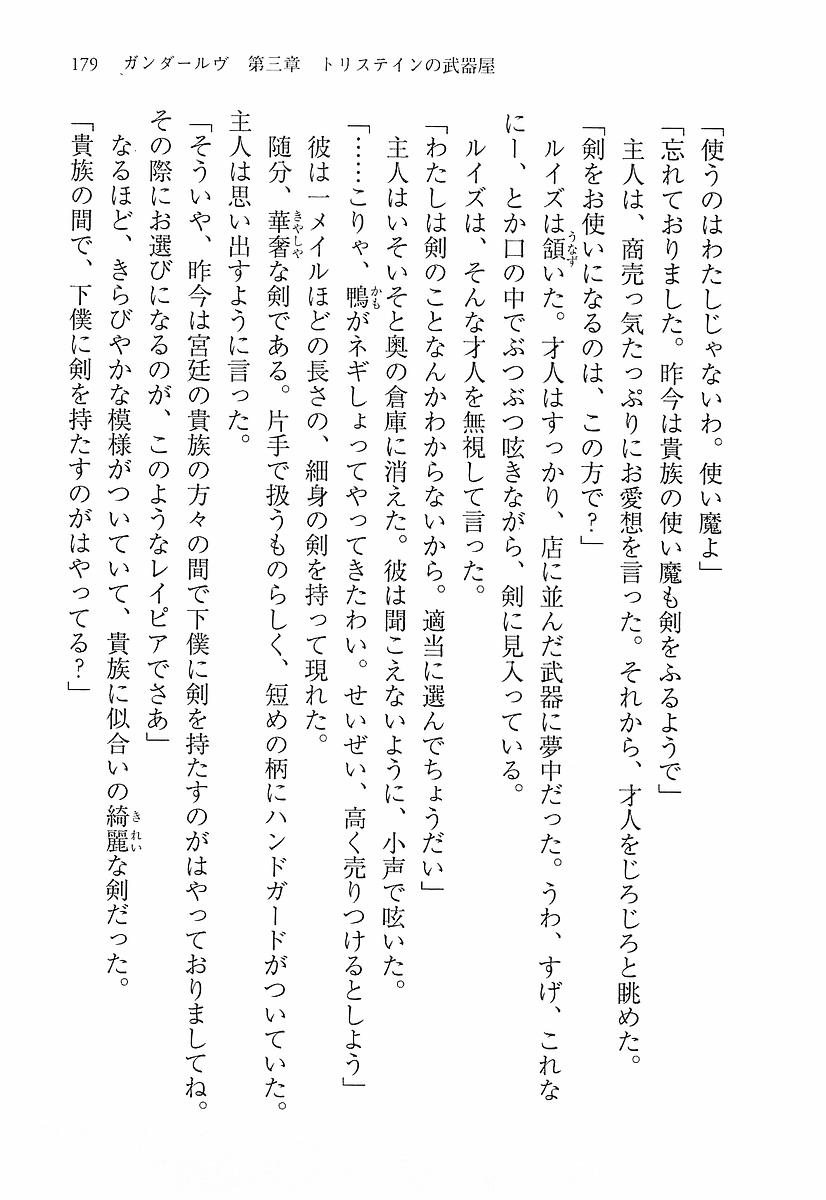 179　ガンダールヴ　第三章　トリステインの武器屋
「使うのはわたしじゃないわ。使い魔よ」
「忘れておりました。昨今は貴族の使い魔も剣をふるようで」
主人は、商売っ気たっぷりにお愛想を言った。それから、才人をじろじろと眺めた。
「剣をお使いになるのは、この方で？」
ルイズは頷いた。才人はすっかり、店に並んだ武器に夢中だった。うわ、すげ、これな
にー、とか口の中でぶつぶつ呟きながら、剣に見入っている。
ルイズは、そんな才人を無視して言った。
「わたしは剣のことなんかわからないから。適当に選んでちょうだい」
主人はいそいそと奥の倉庫に消えた。彼は聞こえないように、小声で呟いた。
「……こりゃ、鴨がネギしょってやってきたわい。せいぜい、高く売りつけるとしよう」
彼は一メイルほどの長さの、細身の剣を持って現れた。
随分、華奢な剣である。片手で扱うものらしく、短めの柄にハンドガードがついていた。
主人は思い出すように言った。
「そういや、昨今は宮廷の貴族の方々の間で下僕に剣を持たすのがはやっておりましてね。
その際にお選びになるのが、このようなレイピアでさあ」
なるほど、きらびやかな模様がついていて、貴族に似合いの綺麗な剣だった。
「貴族の間で、下僕に剣を持たすのがはやってる？」